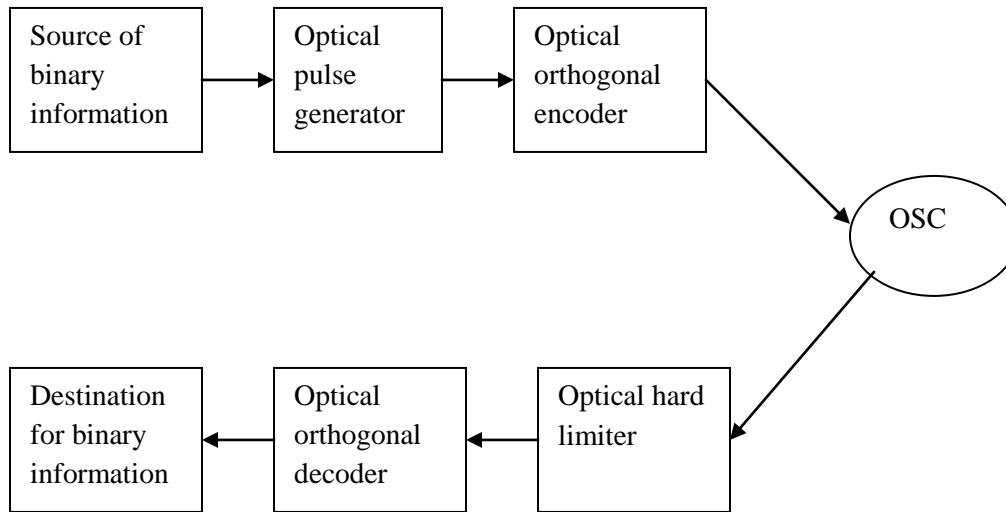 Source of
binary
information
Optical
pulse
generator
Optical
orthogonal
encoder
OSC
Destination
for binary
information
Optical
orthogonal
decoder
Optical hard
limiter